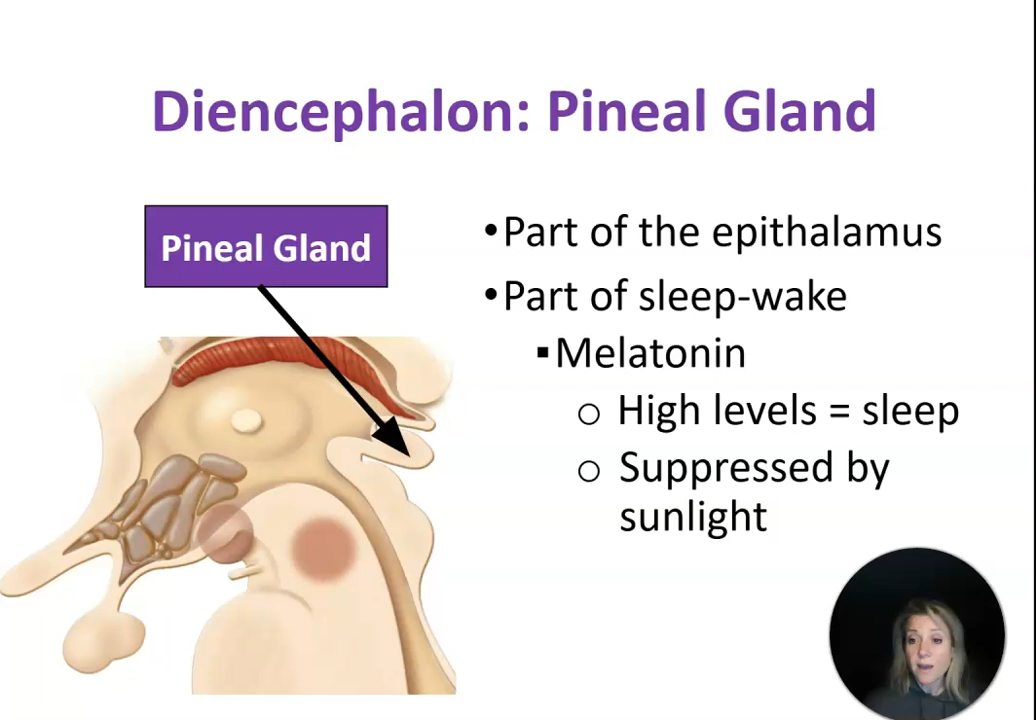 Diencephalon: Pineal Gland
Pineal Gland
•Part of the epithalamus
•Part of sleep-wake
▪Melatonin
o High levels = sleep
o Suppressed by
sunlight